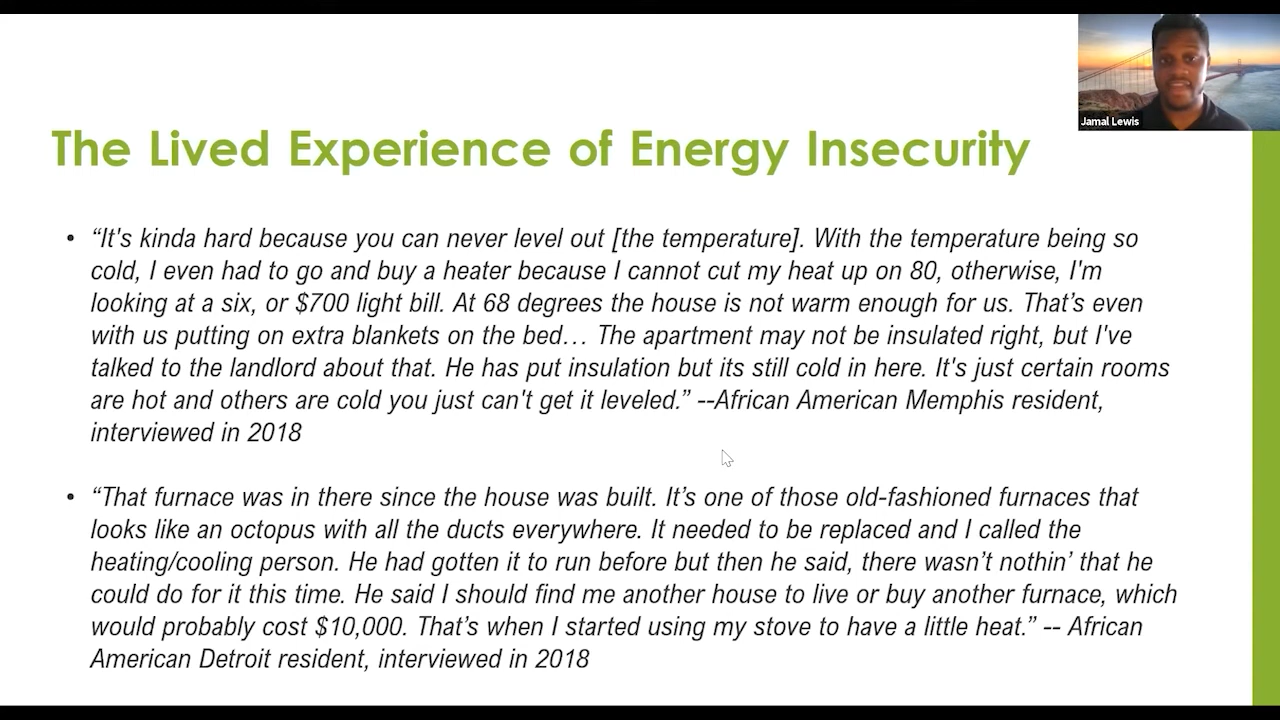 Jamal Lewis
The Lived Experience of Energy Insecurity
• “It's kinda hard because you can never level out [the temperature]. With the temperature being so
cold, I even had to go and buy a heater because I cannot cut my heat up on 80, otherwise, I'm
looking at a six, or $700 light bill. At 68 degrees the house is not warm enough for us. That’s even
with us putting on extra blankets on the bed… The apartment may not be insulated right, but I've
talked to the landlord about that. He has put insulation but its still cold in here. It's just certain rooms
are hot and others are cold you just can't get it leveled.” --African American Memphis resident,
interviewed in 2018
• “That furnace was in there since the house was built. It’s one of those old-fashioned furnaces that
looks like an octopus with all the ducts everywhere. It needed to be replaced and I called the
heating/cooling person. He had gotten it to run before but then he said, there wasn’t nothin’ that he
could do for it this time. He said I should find me another house to live or buy another furnace, which
would probably cost $10,000. That’s when I started using my stove to have a little heat.” -- African
American Detroit resident, interviewed in 2018